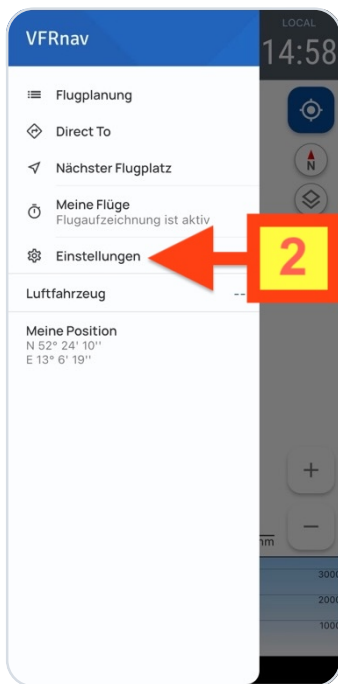 VFRnav
LOCAL
14:58
Flugplanung
Direct To
Nächster Flugplatz
N
Meine Flüge
Flugaufzeichnung ist aktiv
Einstellungen
2
Luftfahrzeug
--
Meine Position
N 52° 24' 10''
E 13° 6' 19''
+
−
nm
3000
2000
1000